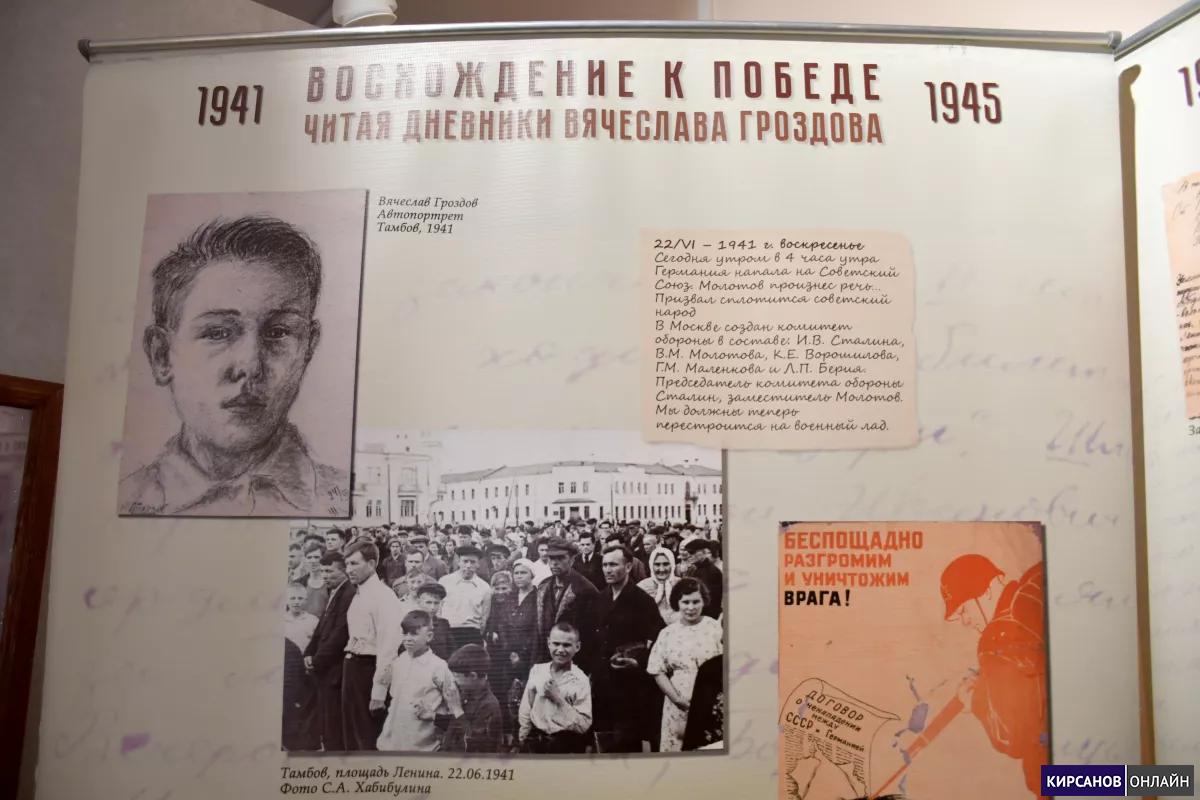 1941
ВОСХОЖДЕНИЕ К ПОБЕДЕ
1945
ЧИТАЯ ДНЕВНИКИ ВЯЧЕСЛАВА ГРОЗДОВА
Вячеслав Гроздов
Автопортрет
Тамбов, 1941
22/VI – 1941 г. воскресенье
Сегодня утром в 4 часа утра
Германия напала на Советский
Союз. Молотов произнес речь...
Призвал сплотится советский
народ
В Москве создан комитет
обороны в составе: И.В. Сталина,
В.М. Молотова, К.Е. Ворошилова,
Г.М. Маленкова и Л.П. Берия.
Председатель комитета обороны
Сталин, заместитель Молотов.
Мы должны теперь
перестроится на военный лад.
Тамбов, площадь Ленина. 22.06.1941
Фото С.А. Хабибулина
БЕСПОЩАДНО
РАЗГРОМИМ
И УНИЧТОЖИМ
ВРАГА!
ДОГОВОР
о ненападении
между
СССР и Германией
КИРСАНОВ ОНЛАЙН